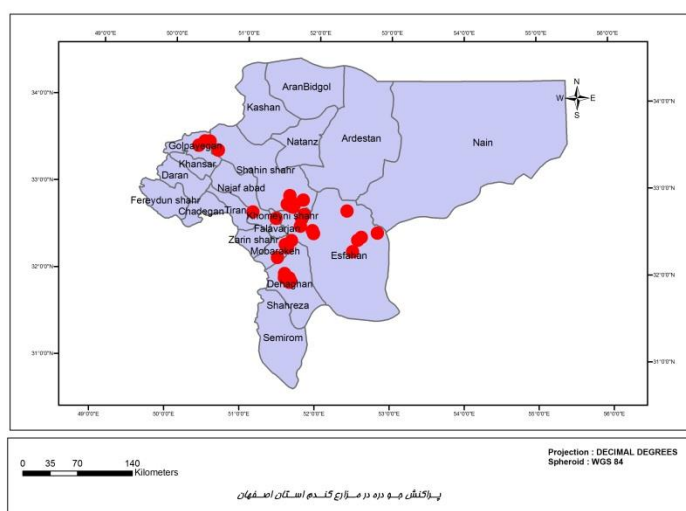 49°0'0"E 50°0'0"E 51°0'0"E 52°0'0"E 53°0'0"E 54°0'0"E 55°0'0"E 56°0'0"E
N
W E
S
34°0'0"N 34°0'0"N
33°0'0"N 33°0'0"N
32°0'0"N 32°0'0"N
31°0'0"N 31°0'0"N
AranBidgol
Kashan
Natanz
Ardestan
Nain
Golpayegan
Khansar
Daran
Shahin shahr
Najaf abad
Fereydun shahr
Chadegan
Tiran
Khomeini shahr
Falavarjan
Zarin shahr
Mobarakeh
Esfahan
Dehaghan
Shahreza
Semirom
49°0'0"E 50°0'0"E 51°0'0"E 52°0'0"E 53°0'0"E 54°0'0"E 55°0'0"E 56°0'0"E
0 35 70 140
Kilometers
Projection : DECIMAL DEGREES
Spheroid : WGS 84
پراکنش جو دره در مزارع گندم استان اصفهان